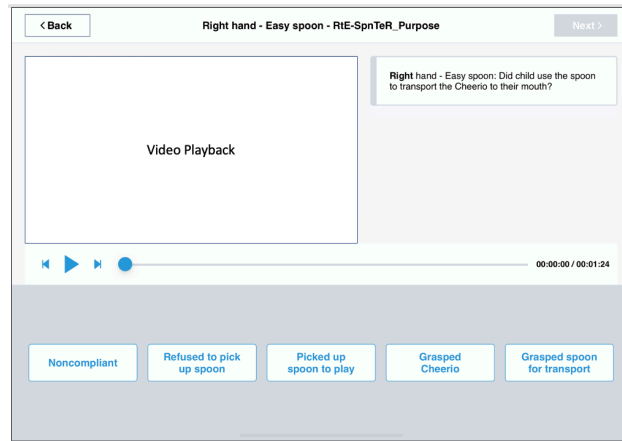 < Back
Right hand - Easy spoon - RtE-SpnTeR_Purpose
Next >
Right hand - Easy spoon: Did child use the spoon
to transport the Cheerio to their mouth?
Video Playback
00:00:00 / 00:01:24
Noncompliant
Refused to pick
up spoon
Picked up
spoon to play
Grasped
Cheerio
Grasped spoon
for transport